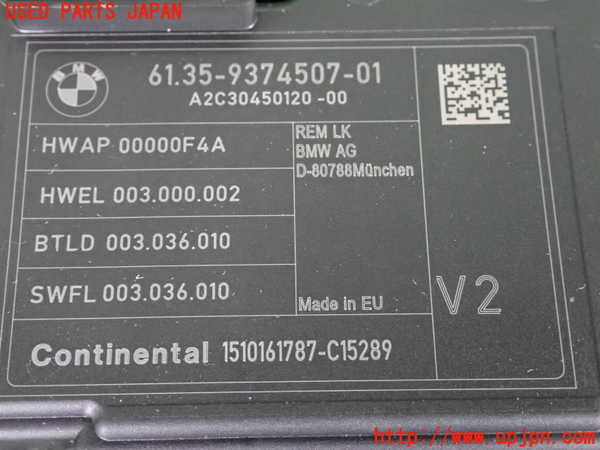 USED PARTS JAPAN
BMW
61.35-9374507-01
A2C30450120-00
HWAP 00000F4A
REM LK
BMW AG
D-80788München
HWEL 003.000.002
BTLD 003.036.010
SWFL 003.036.010
Made in EU
V2
Continental 1510161787-C15289
http://www.upjpn.com/